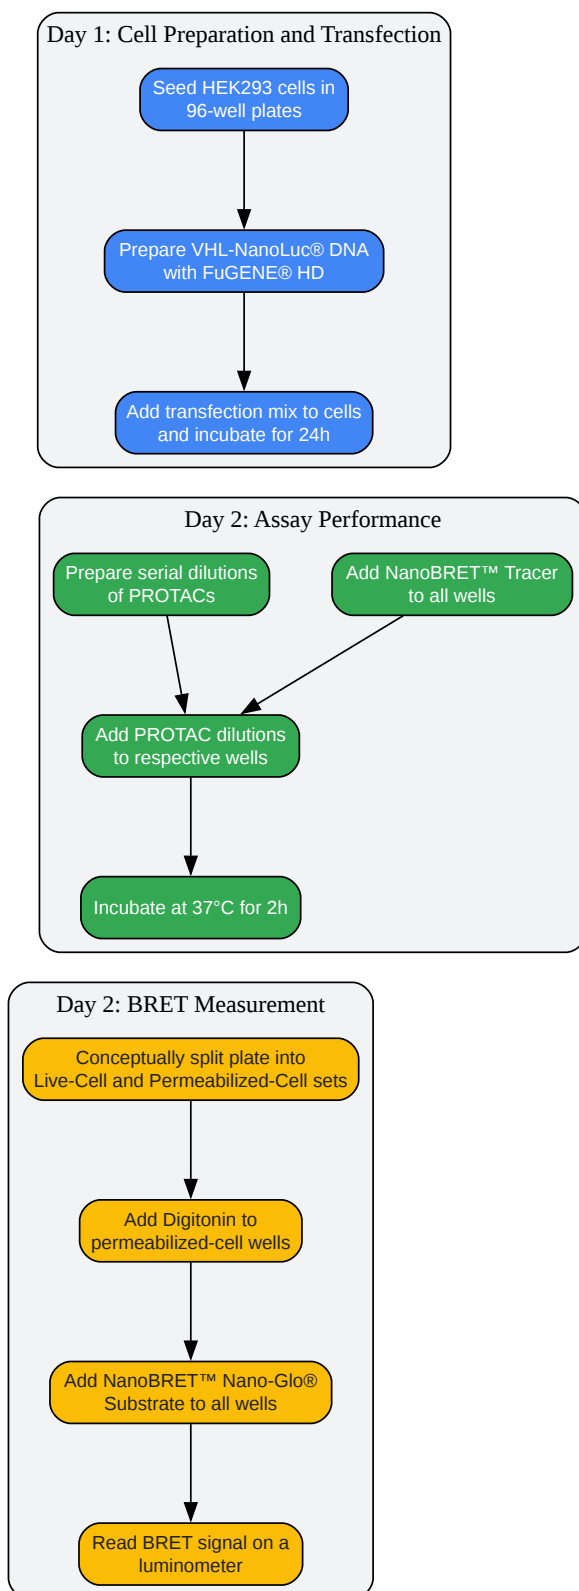 Day 1: Cell Preparation and Transfection
Seed HEK293 cells in
96-well plates
Prepare VHL-NanoLuc® DNA
with FuGENE® HD
Add transfection mix to cells
and incubate for 24h
Day 2: Assay Performance
Prepare serial dilutions
of PROTACs
Add NanoBRET™ Tracer
to all wells
Add PROTAC dilutions
to respective wells
Incubate at 37°C for 2h
Day 2: BRET Measurement
Conceptually split plate into
Live-Cell and Permeabilized-Cell sets
Add Digitonin to
permeabilized-cell wells
Add NanoBRET™ Nano-Glo®
Substrate to all wells
Read BRET signal on a
luminometer